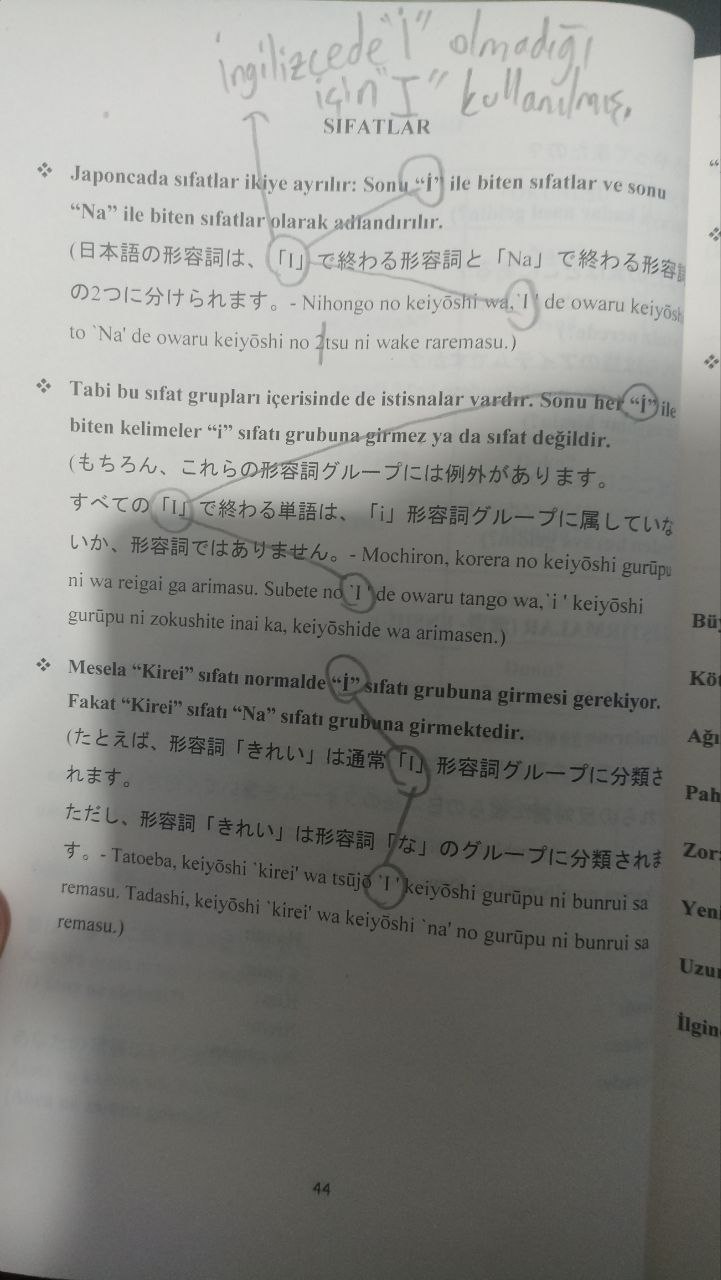 ingilizcede "İ" olmadığı
için "I" kullanılmış.
SIFATLAR
❖ Japoncada sıfatlar ikiye ayrılır: Sonu “İ” ile biten sıfatlar ve sonu
“Na” ile biten sıfatlar olarak adlandırılır.
(日本語の形容詞は、「I」で終わる形容詞と「Na」で終わる形容詞
の2つに分けられます。- Nihongo no keiyōshi wa,`I ' de owaru keiyōshi
to `Na' de owaru keiyōshi no 2tsu ni wake raremasu.)
❖ Tabi bu sıfat grupları içerisinde de istisnalar vardır. Sonu her “İ” ile
biten kelimeler “i” sıfatı grubuna girmez ya da sıfat değildir.
(もちろん、これらの形容詞グループには例外があります。
すべての「I」で終わる単語は、「i」形容詞グループに属していな
いか、形容詞ではありません。- Mochiron, korera no keiyōshi gurūpu
ni wa reigai ga arimasu. Subete no `I ' de owaru tango wa,`i ' keiyōshi
gurūpu ni zokushite inai ka, keiyōshide wa arimasen.)
❖ Mesela “Kirei” sıfatı normalde “İ” sıfatı grubuna girmesi gerekiyor.
Fakat “Kirei” sıfatı “Na” sıfatı grubuna girmektedir.
(たとえば、形容詞「きれい」は通常「I」形容詞グループに分類さ
れます。
ただし、形容詞「きれい」は形容詞「な」のグループに分類されま
す。- Tatoeba, keiyōshi `kirei' wa tsūjō `I ' keiyōshi gurūpu ni bunrui sa
remasu. Tadashi, keiyōshi `kirei' wa keiyōshi `na' no gurūpu ni bunrui sa
remasu.)
44
Büy
Köt
Ağı
Pah
Zor
Yeni
Uzun
İlgin